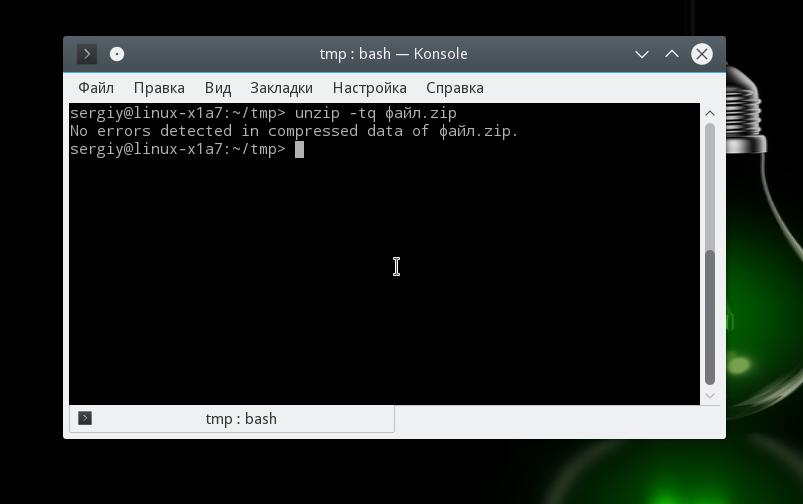 tmp : bash — Konsole
Файл Правка Вид Закладки Настройка Справка
sergiy@linux-x1a7:~/tmp> unzip -tq файл.zip
No errors detected in compressed data of файл.zip.
sergiy@linux-x1a7:~/tmp>
tmp : bash